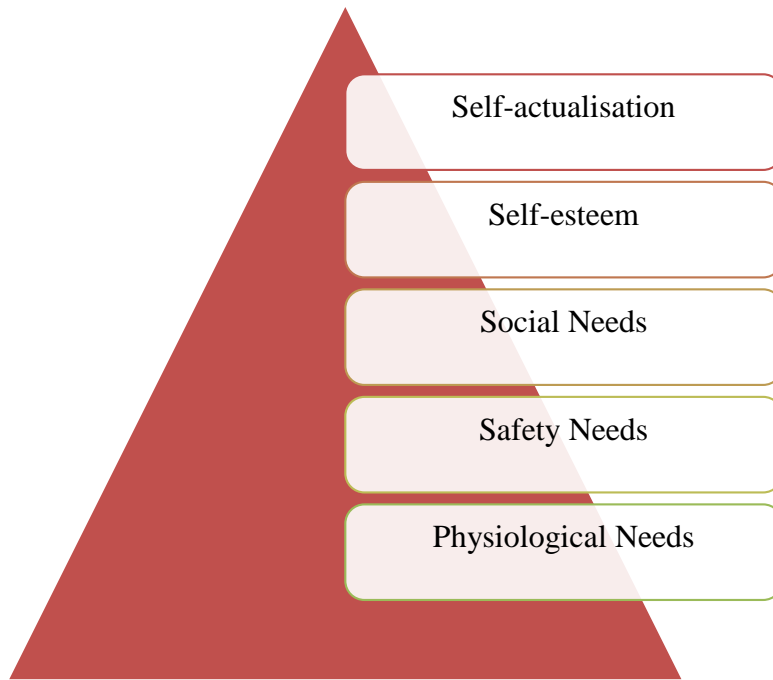 Self-actualisation
Self-esteem
Social Needs
Safety Needs
Physiological Needs